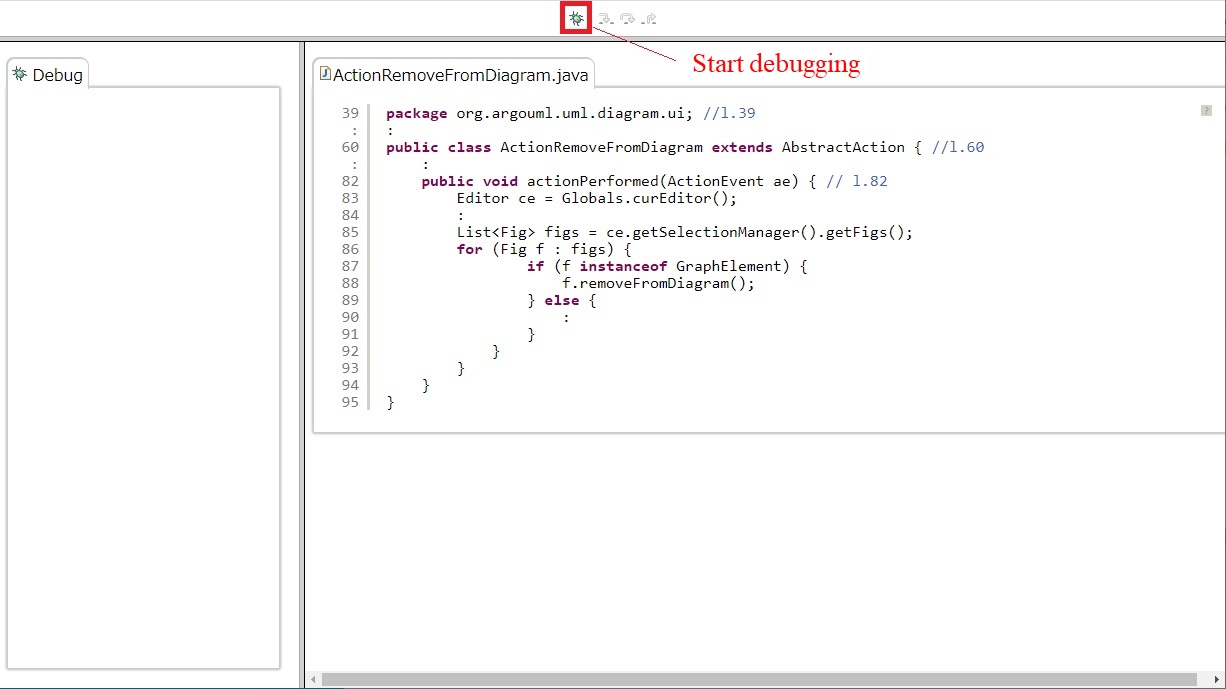 Start debugging
Debug
ActionRemoveFromDiagram.java
39 package org.argouml.uml.diagram.ui; //l.39
: :
60 public class ActionRemoveFromDiagram extends AbstractAction { //l.60
: :
82 public void actionPerformed(ActionEvent ae) { // l.82
83 Editor ce = Globals.curEditor();
84 :
85 List<Fig> figs = ce.getSelectionManager().getFigs();
86 for (Fig f : figs) {
87 if (f instanceof GraphElement) {
88 f.removeFromDiagram();
89 } else {
90 :
91 }
92 }
93 }
94 }
95 }
?